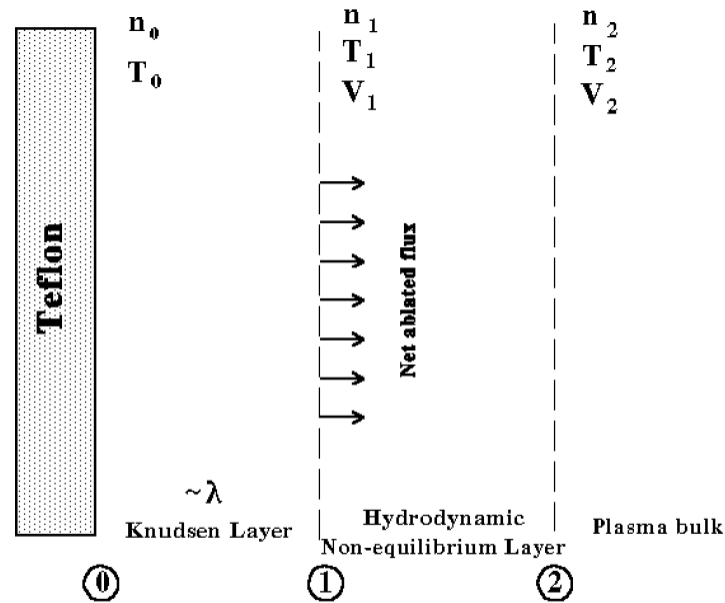 n₀
T₀
n₁
T₁
V₁
n₂
T₂
V₂
Teflon
Net ablated flux
~λ
Knudsen Layer
Hydrodynamic
Non-equilibrium Layer
Plasma bulk
0
1
2